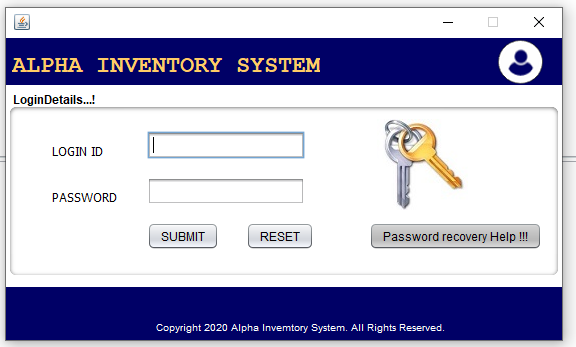 ALPHA INVENTORY SYSTEM
LoginDetails...!
LOGIN ID
PASSWORD
SUBMIT RESET Password recovery Help !!!
Copyright 2020 Alpha Invemtory System. All Rights Reserved.